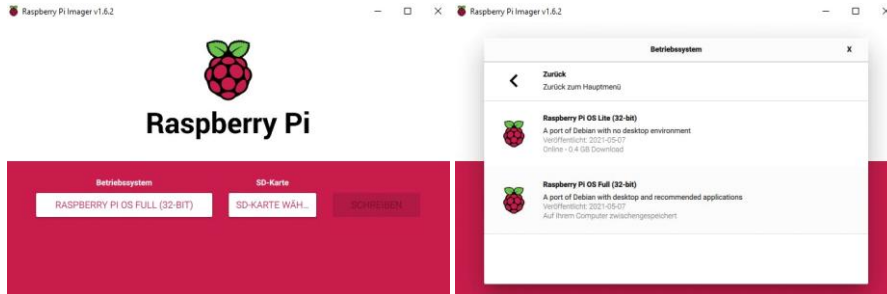 Raspberry Pi Imager v1.6.2
Raspberry Pi
Betriebssystem
SD-Karte
RASPBERRY PI OS FULL (32-BIT)
SD-KARTE WÄH...
SCHREIBEN
Raspberry Pi Imager v1.6.2
Betriebssystem
X
Zurück
Zurück zum Hauptmenü
Raspberry Pi OS Lite (32-bit)
A port of Debian with no desktop environment
Veröffentlicht: 2021-05-07
Online - 0.4 GB Download
Raspberry Pi OS Full (32-bit)
A port of Debian with desktop and recommended applications
Veröffentlicht: 2021-05-07
Auf Ihrem Computer zwischengespeichert